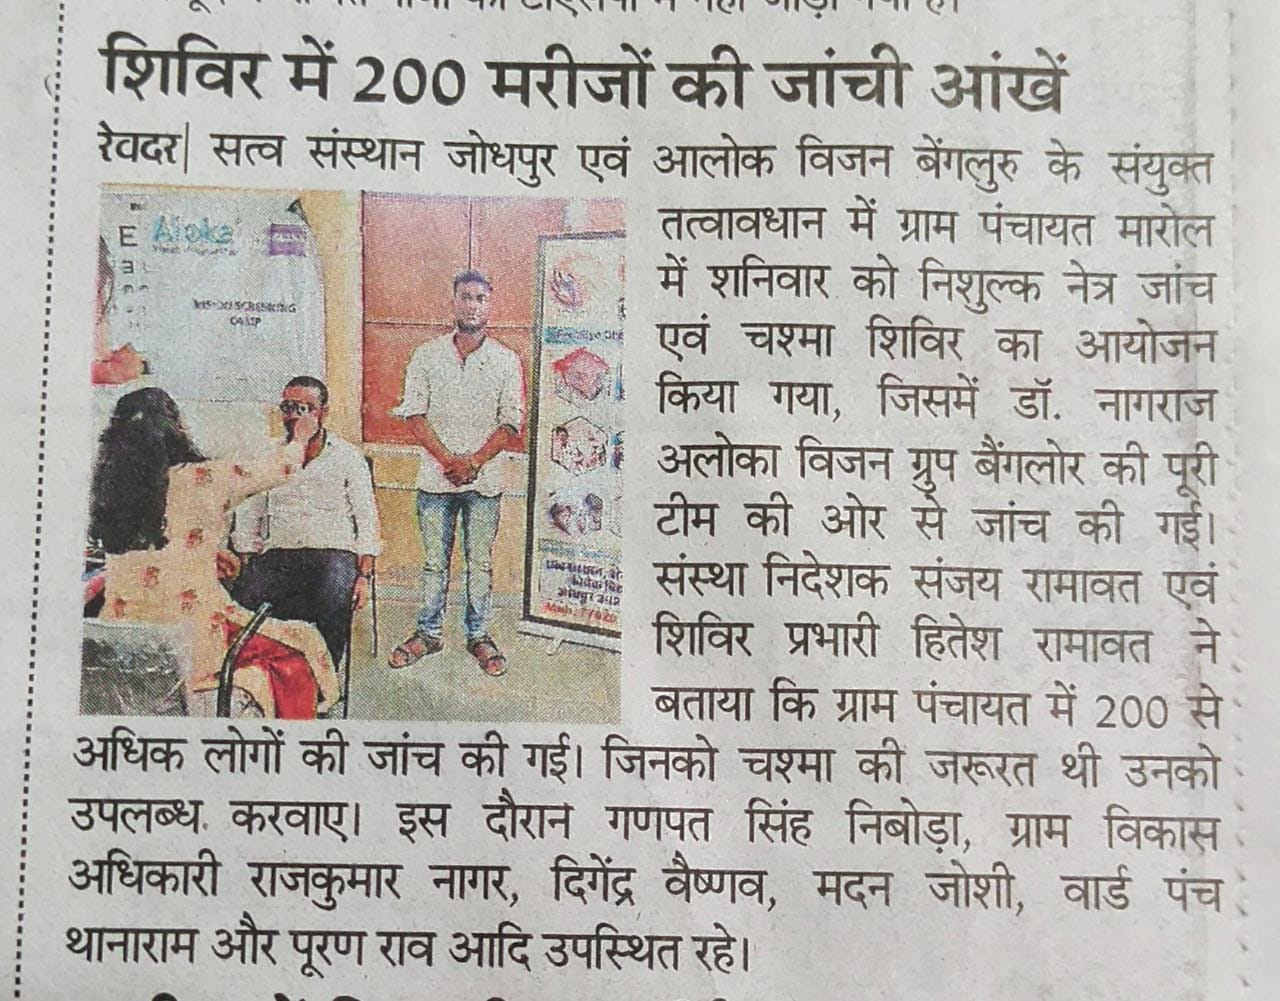 शिविर में 200 मरीजों की जांची आंखें
रेवदर| सत्व संस्थान जोधपुर एवं आलोक विजन बेंगलुरु के संयुक्त
तत्वावधान में ग्राम पंचायत मारोल
में शनिवार को निशुल्क नेत्र जांच
एवं चश्मा शिविर का आयोजन
किया गया, जिसमें डॉ. नागराज
अलोका विजन ग्रुप बैंगलोर की पूरी
टीम की ओर से जांच की गई।
संस्था निदेशक संजय रामावत एवं
शिविर प्रभारी हितेश रामावत ने
बताया कि ग्राम पंचायत में 200 से
अधिक लोगों की जांच की गई। जिनको चश्मा की जरूरत थी उनको
उपलब्ध. करवाए। इस दौरान गणपत सिंह निबोड़ा, ग्राम विकास
अधिकारी राजकुमार नागर, दिगेंद्र वैष्णव, मदन जोशी, वार्ड पंच
थानाराम और पूरण राव आदि उपस्थित रहे।
E
Aloka
VISION SCREENING
CAMP